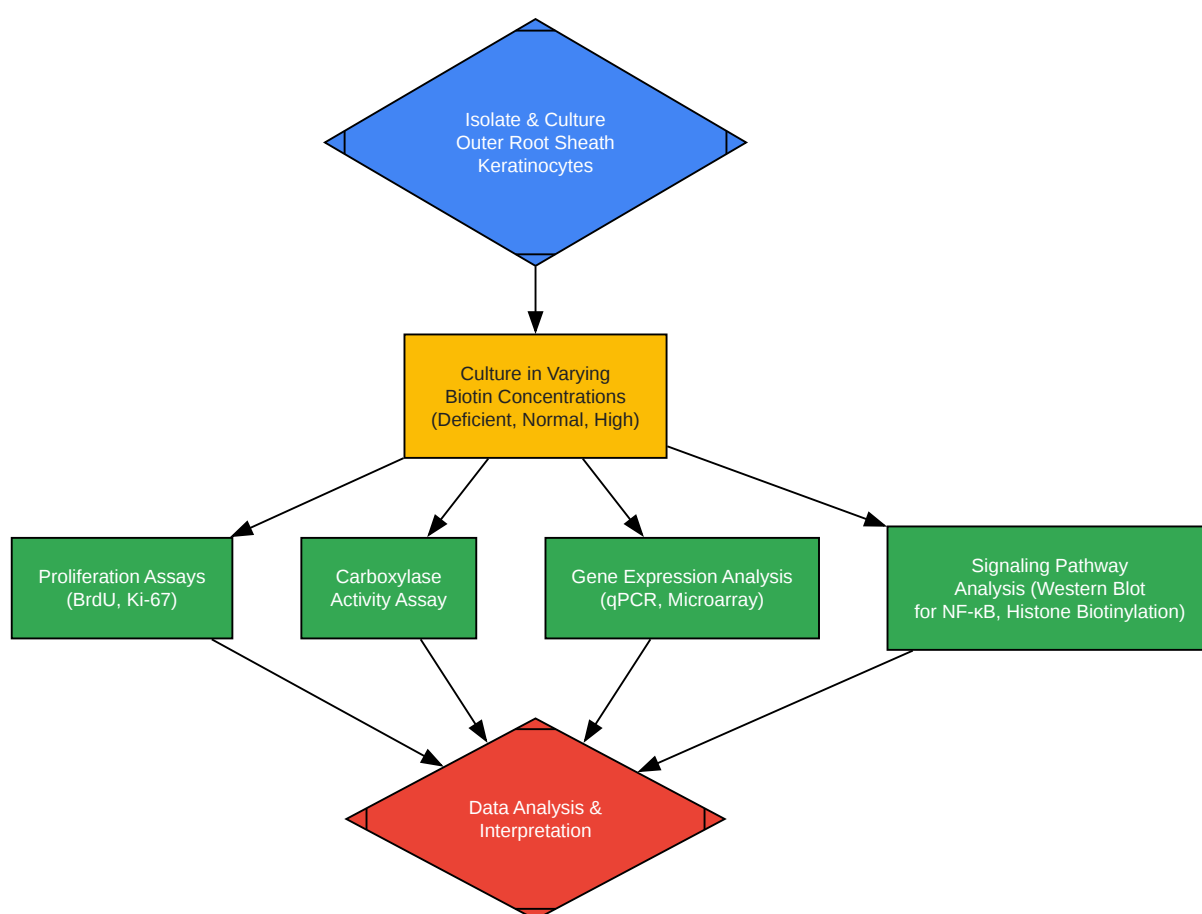 Isolate & Culture
Outer Root Sheath
Keratinocytes
Culture in Varying
Biotin Concentrations
(Deficient, Normal, High)
Proliferation Assays
(BrdU, Ki-67)
Carboxylase
Activity Assay
Gene Expression Analysis
(qPCR, Microarray)
Signaling Pathway
Analysis (Western Blot
for NF-κB, Histone Biotinylation)
Data Analysis &
Interpretation